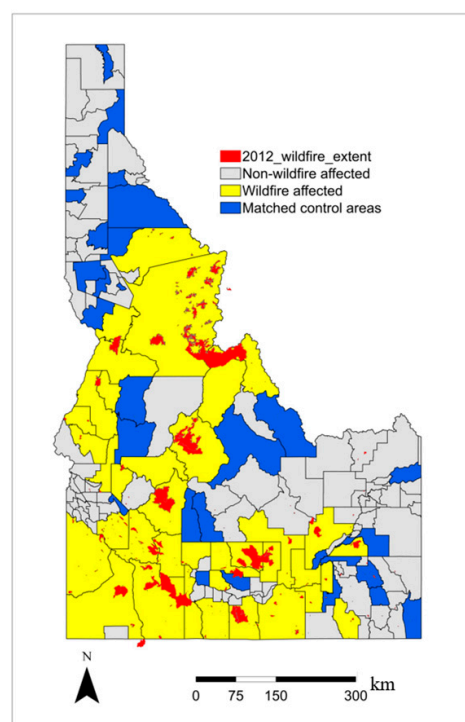 2012_wildfire_extent
Non-wildfire affected
Wildfire affected
Matched control areas
N
km
0 75 150 300